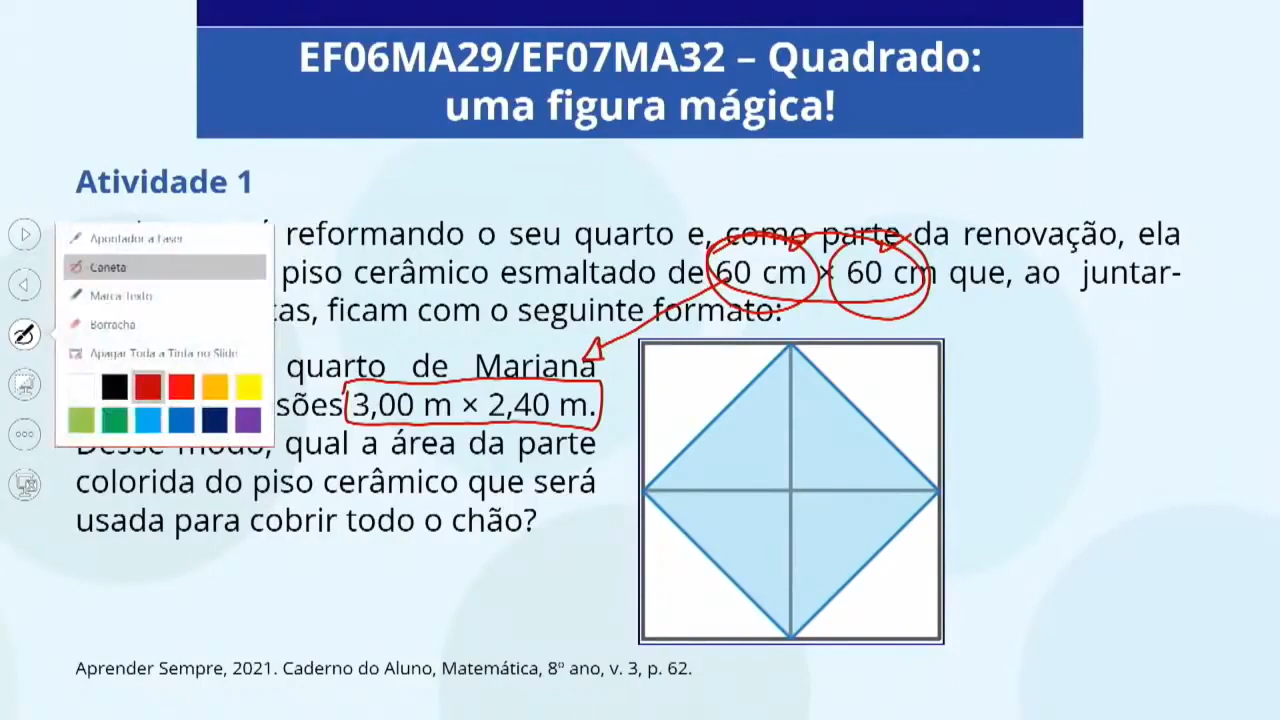 EF06MA29/EF07MA32 – Quadrado:
uma figura mágica!
Atividade 1
reformando o seu quarto e, como parte da renovação, ela
piso cerâmico esmaltado de 60 cm × 60 cm que, ao juntar-
ficam com o seguinte formato:
quarto de Mariana
3,00 m × 2,40 m.
qual a área da parte
colorida do piso cerâmico que será
usada para cobrir todo o chão?
Apontador a Laser
Caneta
Marca-Texto
Borracha
Apagar Toda a Tinta no Slide
Aprender Sempre, 2021. Caderno do Aluno, Matemática, 8º ano, v. 3, p. 62.